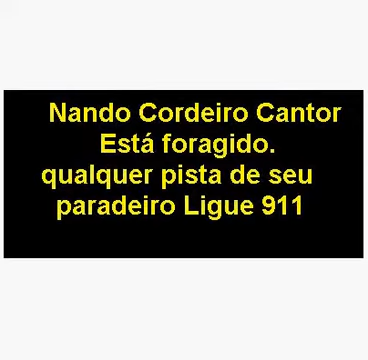 Nando Cordeiro Cantor
Está foragido.
qualquer pista de seu
paradeiro Ligue 911